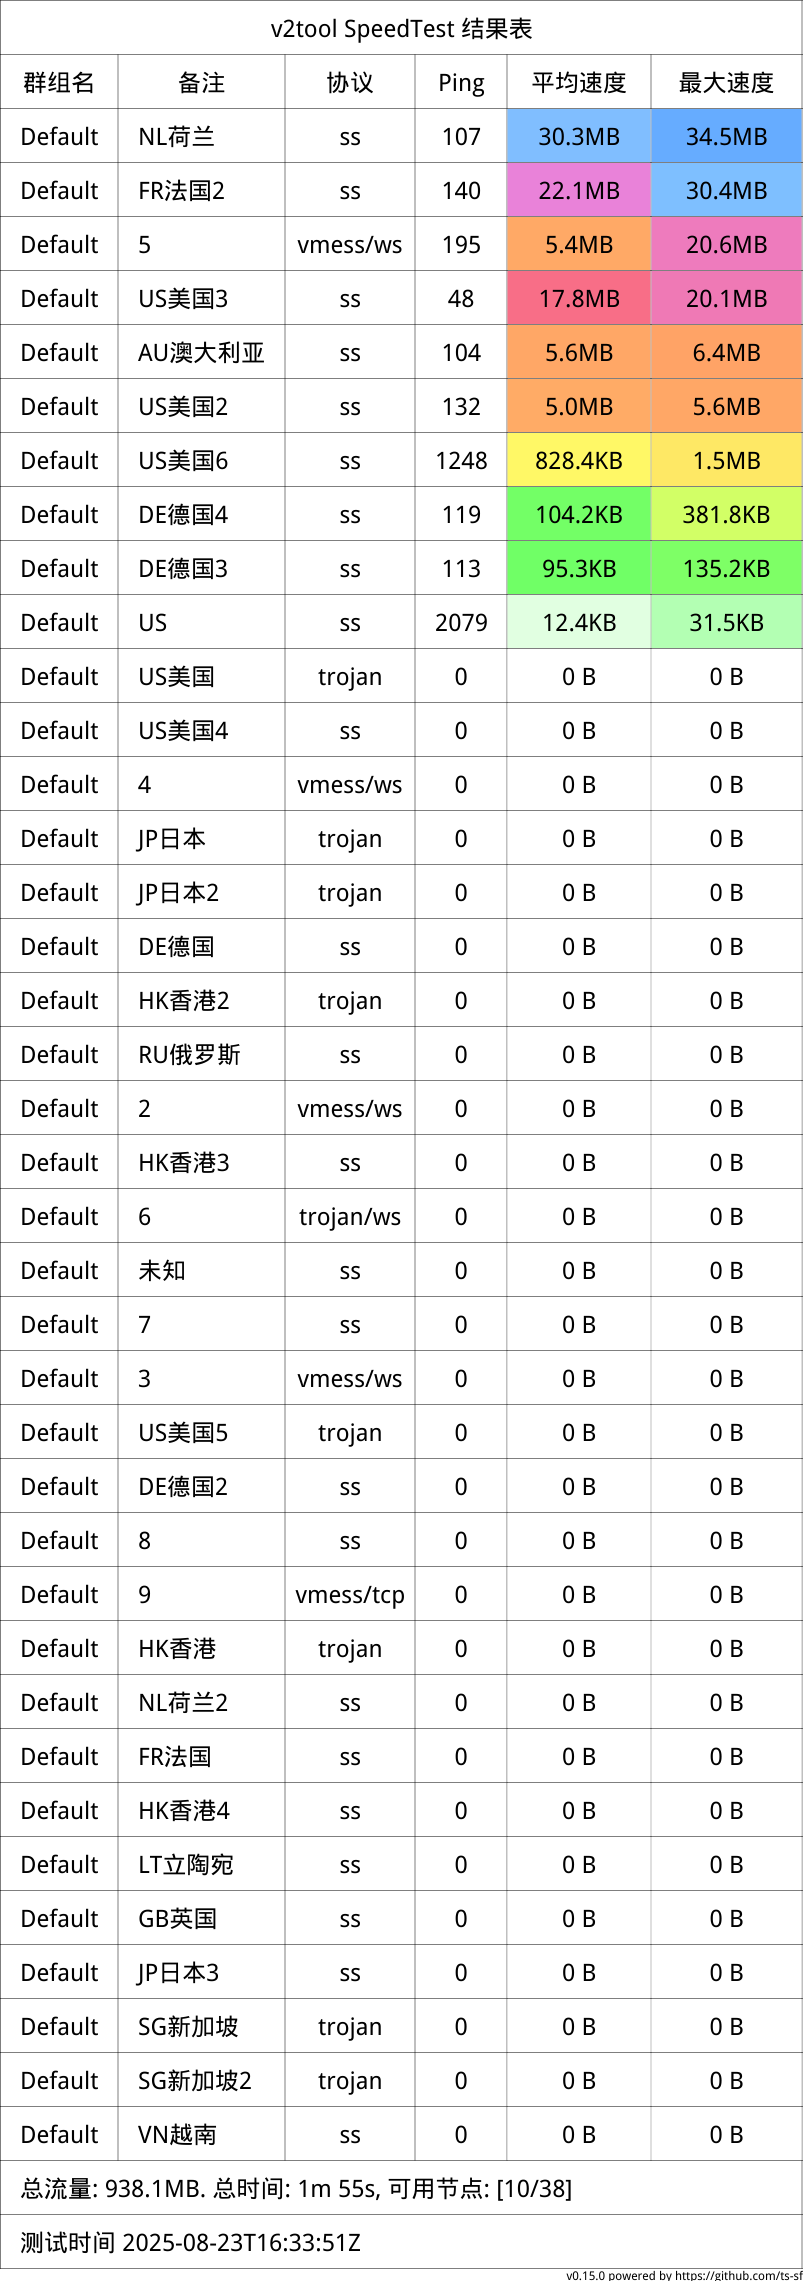 v2tool SpeedTest 结果表
群组名 备注 协议 Ping 平均速度 最大速度
Default NL荷兰 ss 107 30.3MB 34.5MB
Default FR法国2 ss 140 22.1MB 30.4MB
Default 5 vmess/ws 195 5.4MB 20.6MB
Default US美国3 ss 48 17.8MB 20.1MB
Default AU澳大利亚 ss 104 5.6MB 6.4MB
Default US美国2 ss 132 5.0MB 5.6MB
Default US美国6 ss 1248 828.4KB 1.5MB
Default DE德国4 ss 119 104.2KB 381.8KB
Default DE德国3 ss 113 95.3KB 135.2KB
Default US ss 2079 12.4KB 31.5KB
Default US美国 trojan 0 0 B 0 B
Default US美国4 ss 0 0 B 0 B
Default 4 vmess/ws 0 0 B 0 B
Default JP日本 trojan 0 0 B 0 B
Default JP日本2 trojan 0 0 B 0 B
Default DE德国 ss 0 0 B 0 B
Default HK香港2 trojan 0 0 B 0 B
Default RU俄罗斯 ss 0 0 B 0 B
Default 2 vmess/ws 0 0 B 0 B
Default HK香港3 ss 0 0 B 0 B
Default 6 trojan/ws 0 0 B 0 B
Default 未知 ss 0 0 B 0 B
Default 7 ss 0 0 B 0 B
Default 3 vmess/ws 0 0 B 0 B
Default US美国5 trojan 0 0 B 0 B
Default DE德国2 ss 0 0 B 0 B
Default 8 ss 0 0 B 0 B
Default 9 vmess/tcp 0 0 B 0 B
Default HK香港 trojan 0 0 B 0 B
Default NL荷兰2 ss 0 0 B 0 B
Default FR法国 ss 0 0 B 0 B
Default HK香港4 ss 0 0 B 0 B
Default LT立陶宛 ss 0 0 B 0 B
Default GB英国 ss 0 0 B 0 B
Default JP日本3 ss 0 0 B 0 B
Default SG新加坡 trojan 0 0 B 0 B
Default SG新加坡2 trojan 0 0 B 0 B
Default VN越南 ss 0 0 B 0 B
总流量: 938.1MB. 总时间: 1m 55s, 可用节点: [10/38]
测试时间 2025-08-23T16:33:51Z
v0.15.0 powered by https://github.com/ts-sf